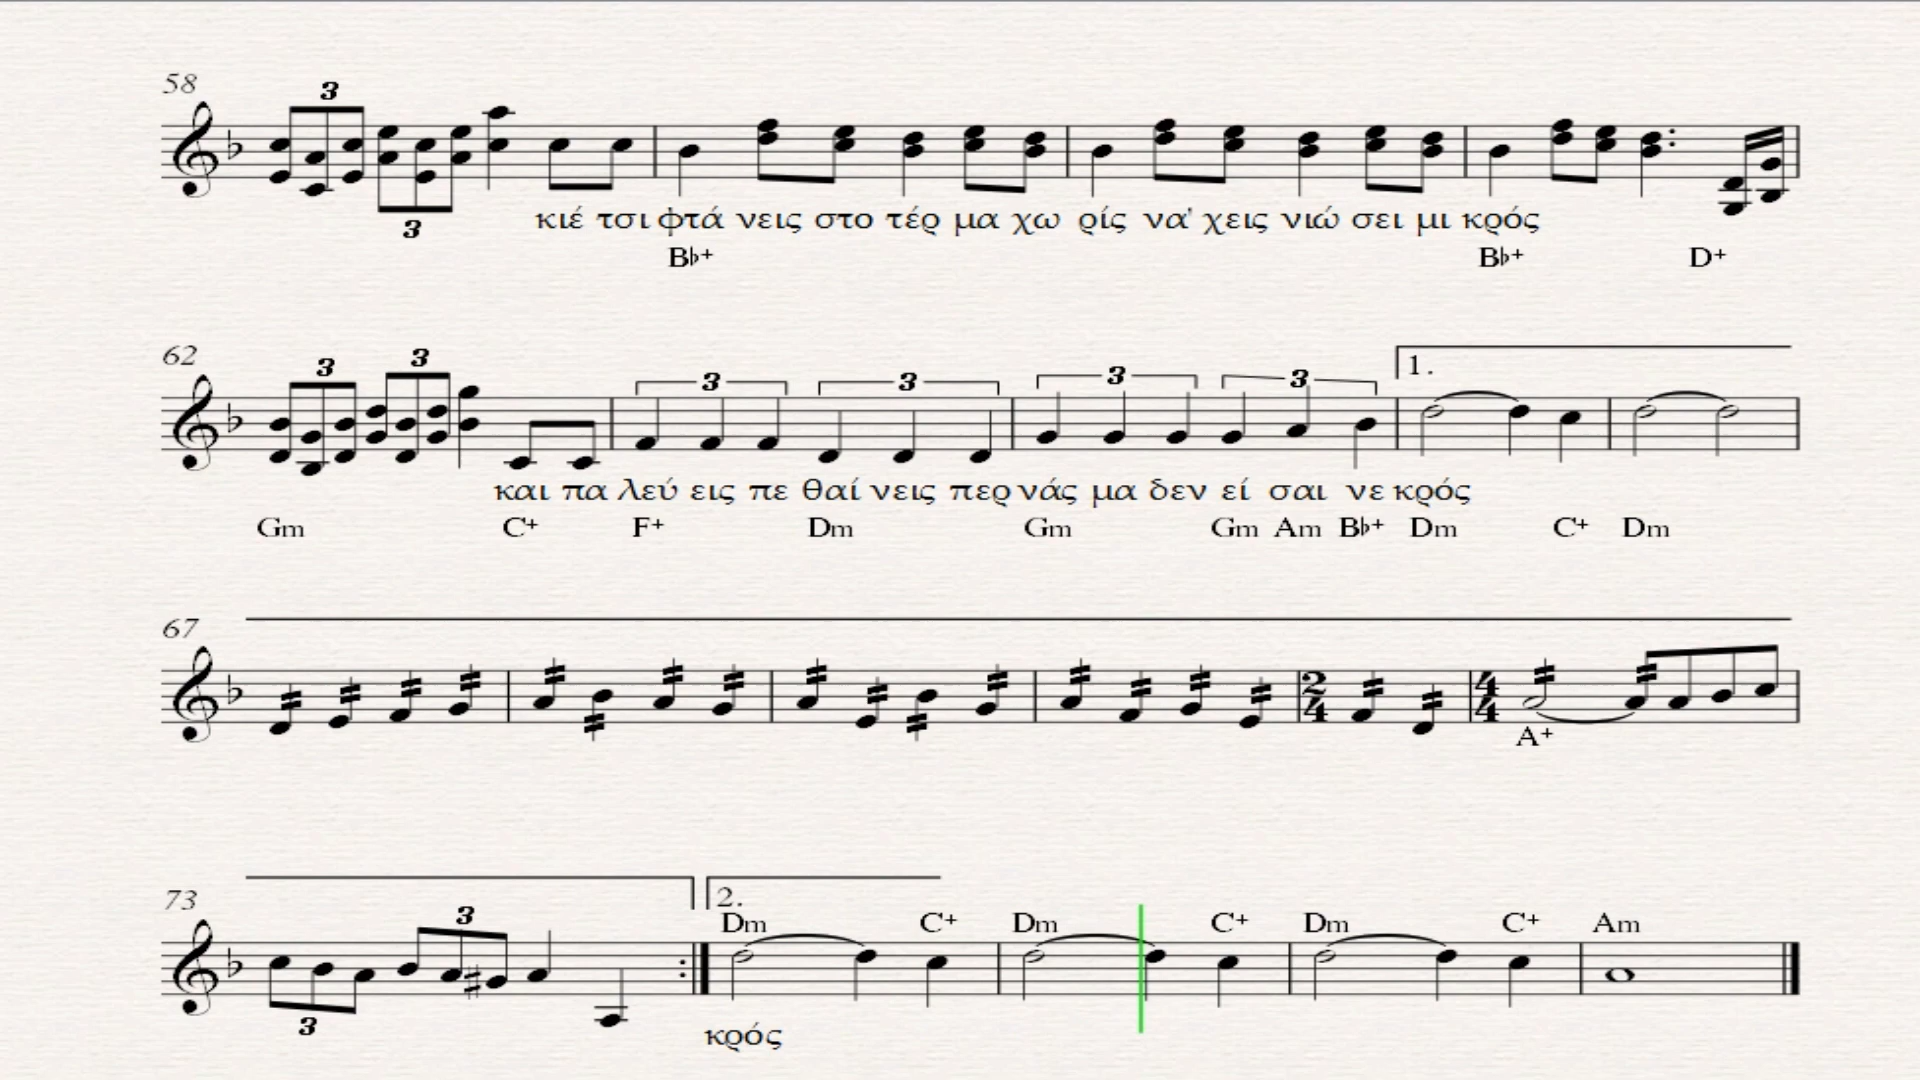 58
3
3
κιέ τσι φτά νεις στο τέρ μα χω ρίς να' χεις νιώ σει μι κρός
B♭+ B♭+ D+
62
3 3 3 3 3 3
1.
και πα λεύ εις πε θαί νεις περ νάς μα δεν εί σαι νε κρός
Gm C+ F+ Dm Gm Gm Am B♭+ Dm C+ Dm
67
2
4
4
4
A+
73
3
2.
Dm C+ Dm C+ Dm C+ Am
3
κρός